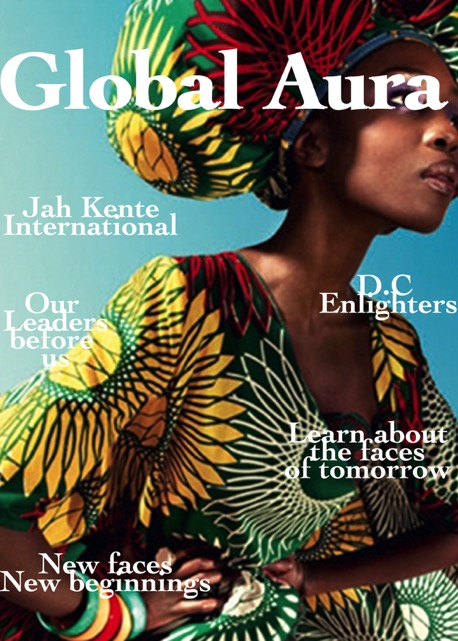 Global Aura
Jah Kente
International
D.C
Enlighters
Our
Leaders
before
us
Learn about
the faces
of tomorrow
New faces
New beginnings